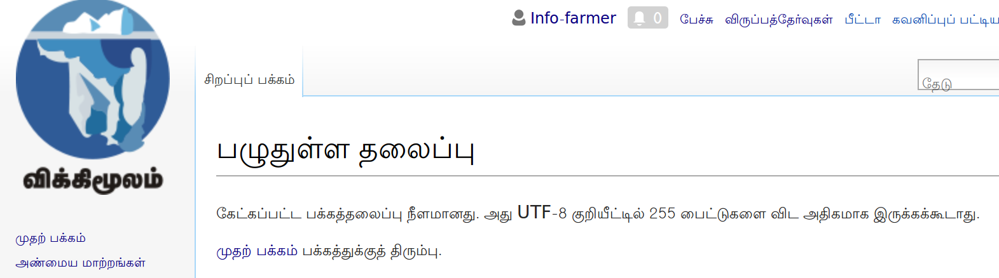 Info-farmer 0 பேச்சு விருப்பத்தேர்வுகள் பீட்டா கவனிப்புப் பட்டிய
சிறப்புப் பக்கம்
தேடு
பழுதுள்ள தலைப்பு
விக்கிமூலம்
கேட்கப்பட்ட பக்கத்தலைப்பு நீளமானது. அது UTF-8 குறியீட்டில் 255 பைட்டுகளை விட அதிகமாக இருக்கக்கூடாது.
முதற் பக்கம்
முதற் பக்கம் பக்கத்துக்குத் திரும்பு.
அண்மைய மாற்றங்கள்